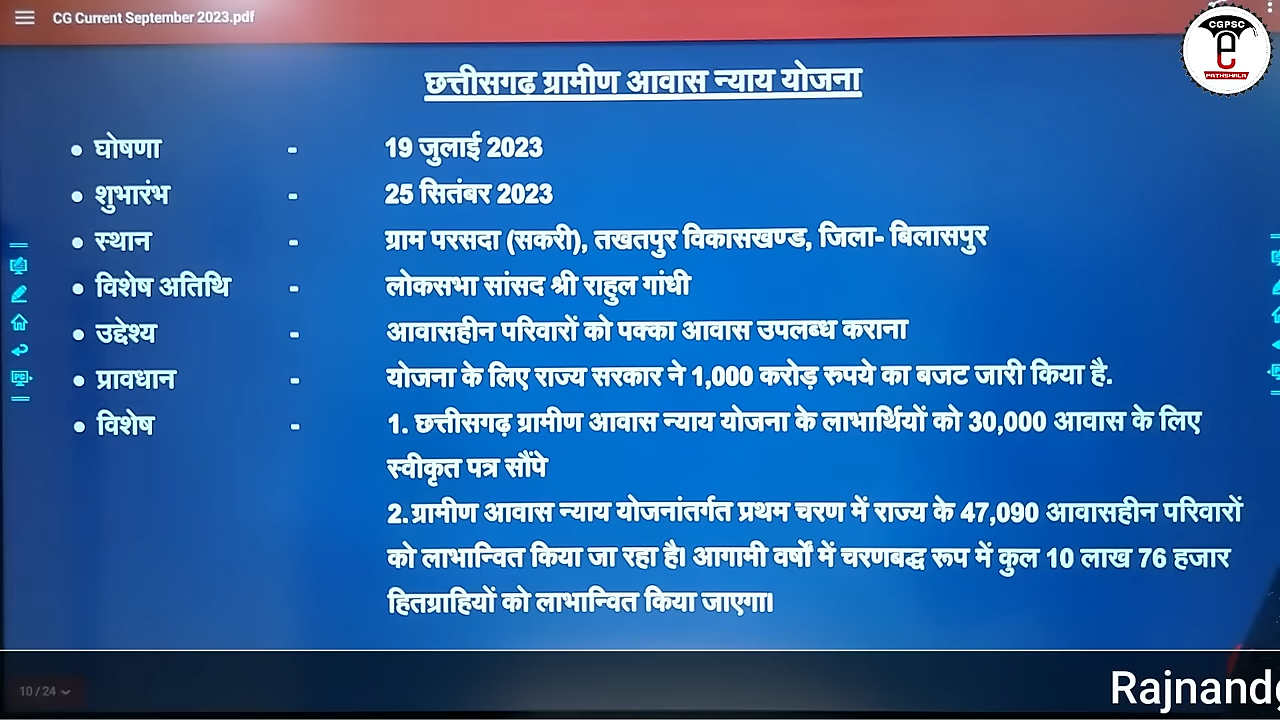 CG Current September 2023.pdf
CGPSC
e
PATHSHALA
छत्तीसगढ ग्रामीण आवास न्याय योजना
• घोषणा - 19 जुलाई 2023
• शुभारंभ - 25 सितंबर 2023
• स्थान - ग्राम परसदा (सकरी), तखतपुर विकासखण्ड, जिला- बिलासपुर
• विशेष अतिथि - लोकसभा सांसद श्री राहुल गांधी
• उद्देश्य - आवासहीन परिवारों को पक्का आवास उपलब्ध कराना
• प्रावधान - योजना के लिए राज्य सरकार ने 1,000 करोड़ रुपये का बजट जारी किया है.
• विशेष - 1. छत्तीसगढ़ ग्रामीण आवास न्याय योजना के लाभार्थियों को 30,000 आवास के लिए
स्वीकृत पत्र सौंपे
2.ग्रामीण आवास न्याय योजनांतर्गत प्रथम चरण में राज्य के 47,090 आवासहीन परिवारों
को लाभान्वित किया जा रहा है। आगामी वर्षों में चरणबद्ध रूप में कुल 10 लाख 76 हजार
हितग्राहियों को लाभान्वित किया जाएगा।
10 / 24
Rajnand